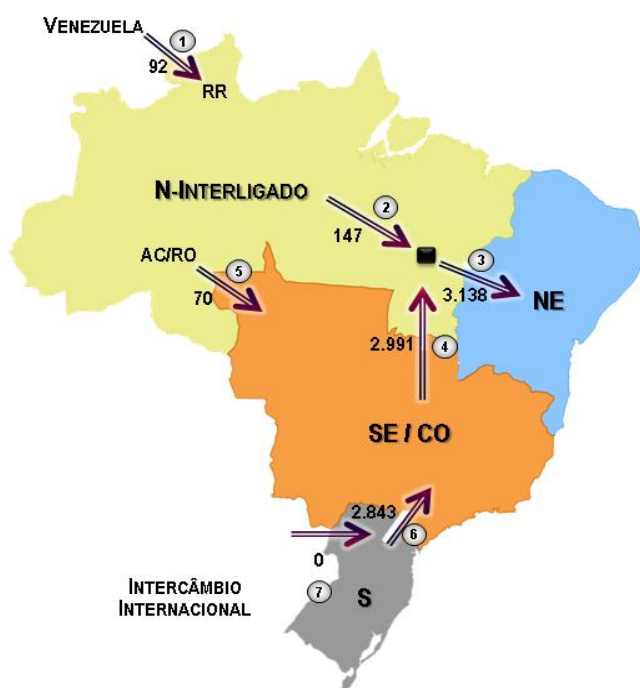 VENEZUELA
1
92
RR
N-INTERLIGADO
2
147
3
AC/RO
5
70
3.138
NE
2.991
4
SE / CO
2.843
6
0
INTERCÂMBIO
INTERNACIONAL
7
S